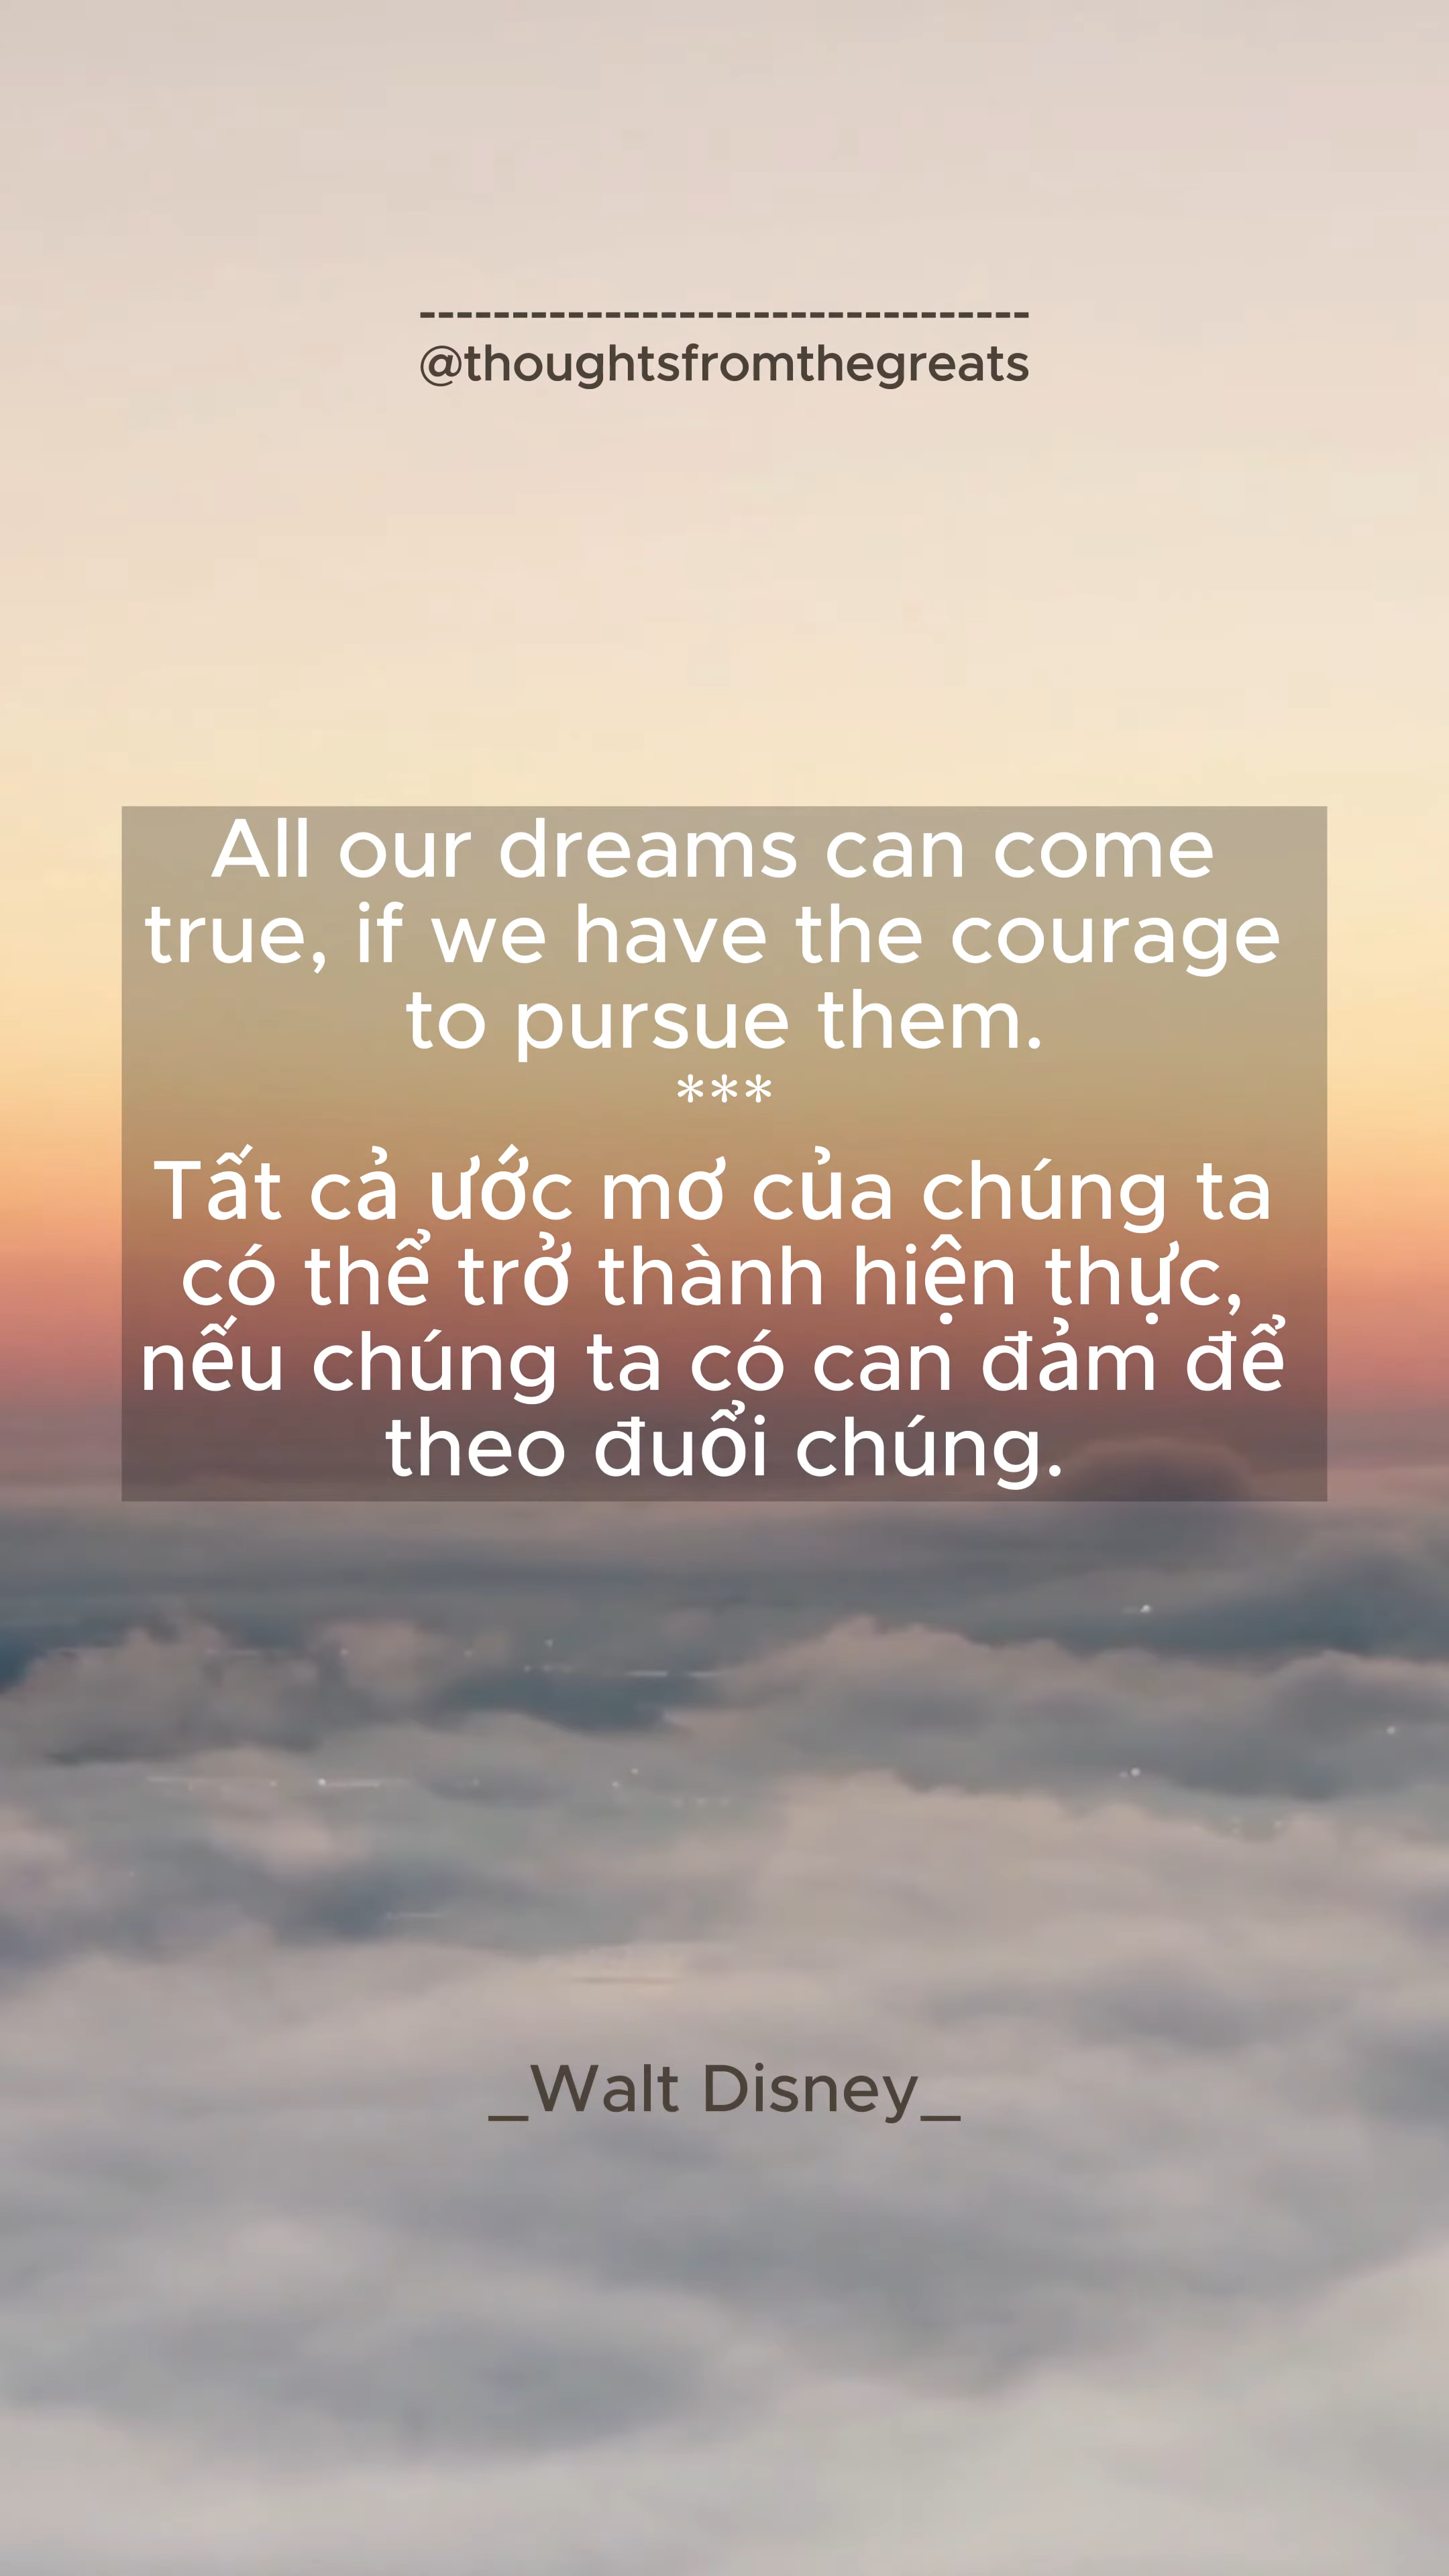 ---------------------------------
@thoughtsfromthegreats
All our dreams can come
true, if we have the courage
to pursue them.
***
Tất cả ước mơ của chúng ta
có thể trở thành hiện thực,
nếu chúng ta có can đảm để
theo đuổi chúng.
_Walt Disney_